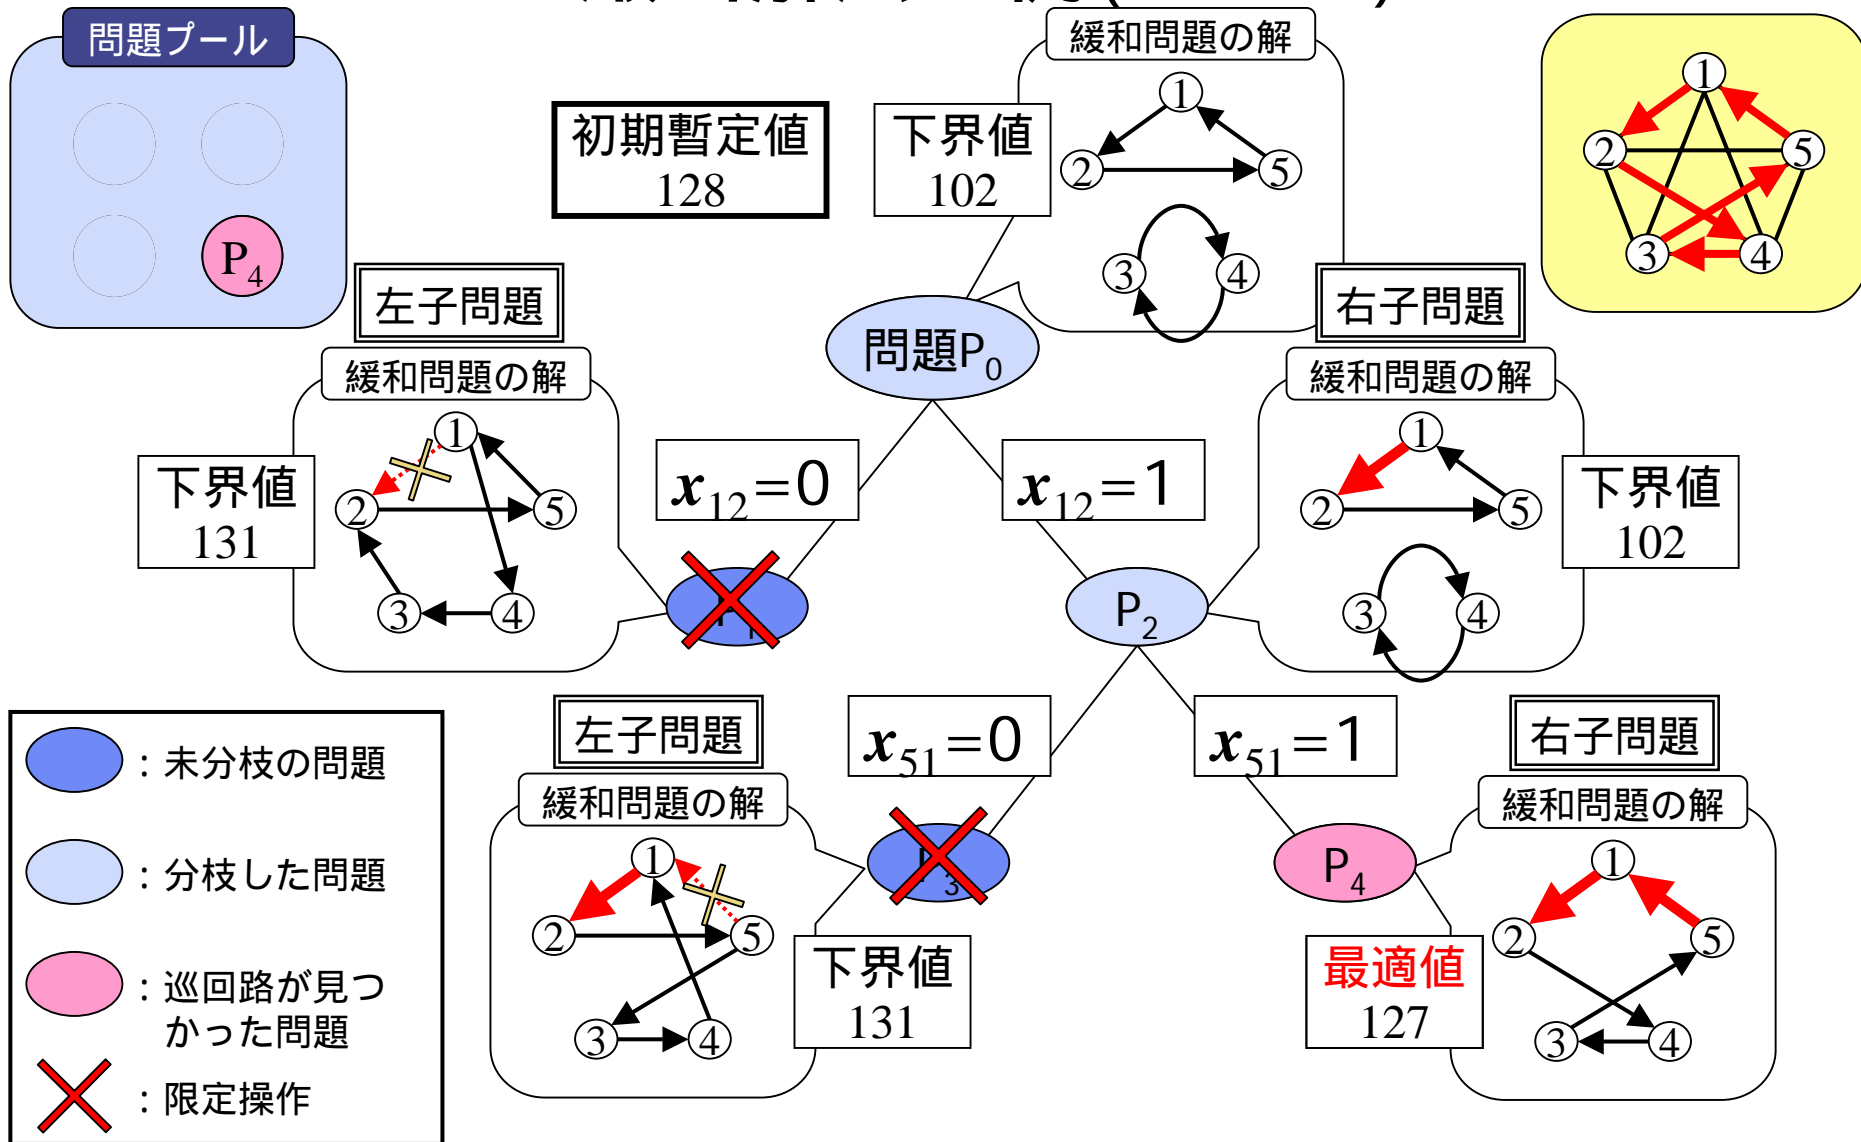 問題プール
P4
初期暫定値
128
下界値
102
緩和問題の解
1
2
5
3
4
1
2
5
3
4
問題P0
左子問題
緩和問題の解
下界値
131
1
2
5
3
4
x12=0
x12=1
P2
右子問題
緩和問題の解
下界値
102
1
2
5
3
4
左子問題
緩和問題の解
下界値
131
1
2
5
3
4
x51=0
x51=1
3
P4
右子問題
緩和問題の解
最適値
127
1
2
5
3
4
:未分枝の問題
:分枝した問題
:巡回路が見つ
かった問題
:限定操作